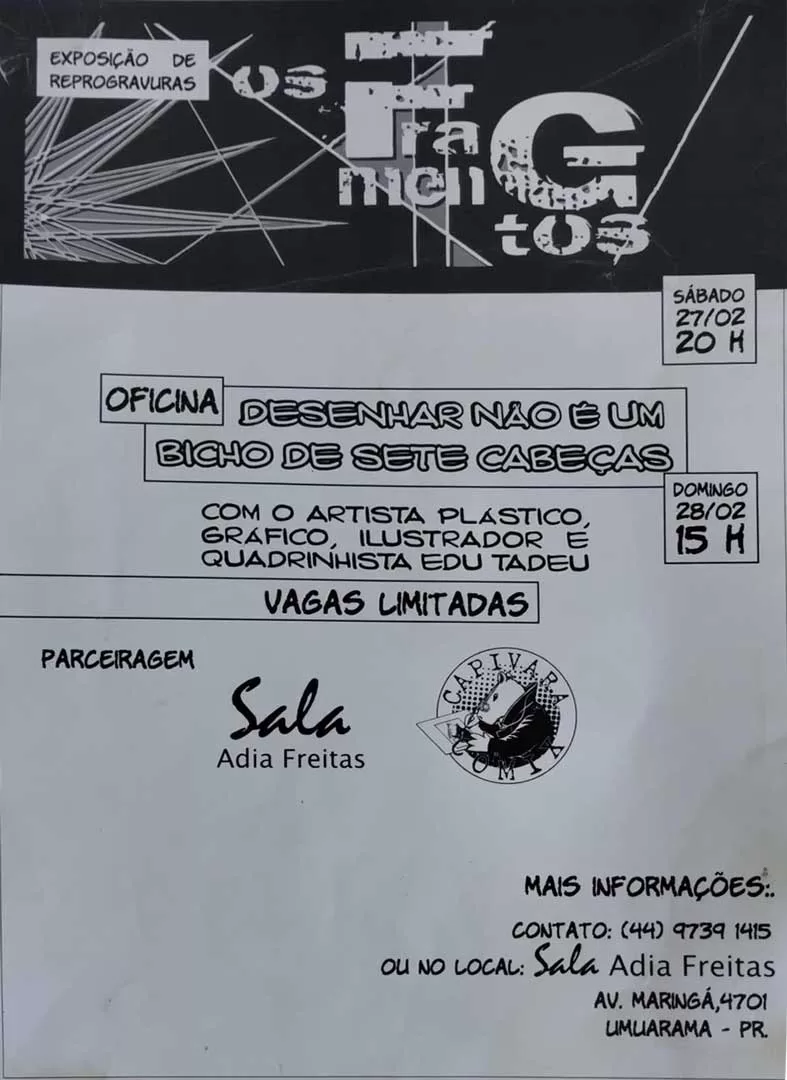 EXPOSIÇÃO DE
REPROGRAVURAS
os
Fra
G
men
tos
SÁBADO
27/02
20 H
OFICINA
DESENHAR NÃO É UM
BICHO DE SETE CABEÇAS
DOMINGO
28/02
15 H
COM O ARTISTA PLÁSTICO,
GRÁFICO, ILUSTRADOR E
QUADRINHISTA EDU TADEU
VAGAS LIMITADAS
PARCEIRAGEM
Sala
Adia Freitas
CAPIVARA
COMIX
MAIS INFORMAÇÕES:.
CONTATO: (44) 9739 1415
OU NO LOCAL: Sala Adia Freitas
AV. MARINGÁ,4701
UMUARAMA - PR.